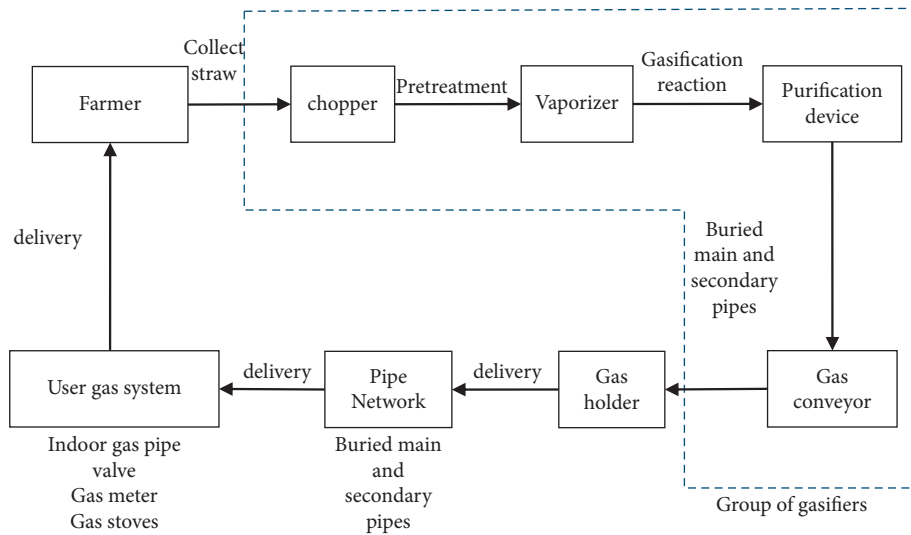 Collect
straw
Farmer
chopper
Pretreatment
Vaporizer
Gasification
reaction
Purification
device
delivery
Buried
main and
secondary
pipes
User gas system
delivery
Pipe
Network
delivery
Gas
holder
Gas
conveyor
Indoor gas pipe
valve
Gas meter
Gas stoves
Buried main
and
secondary
pipes
Group of gasifiers